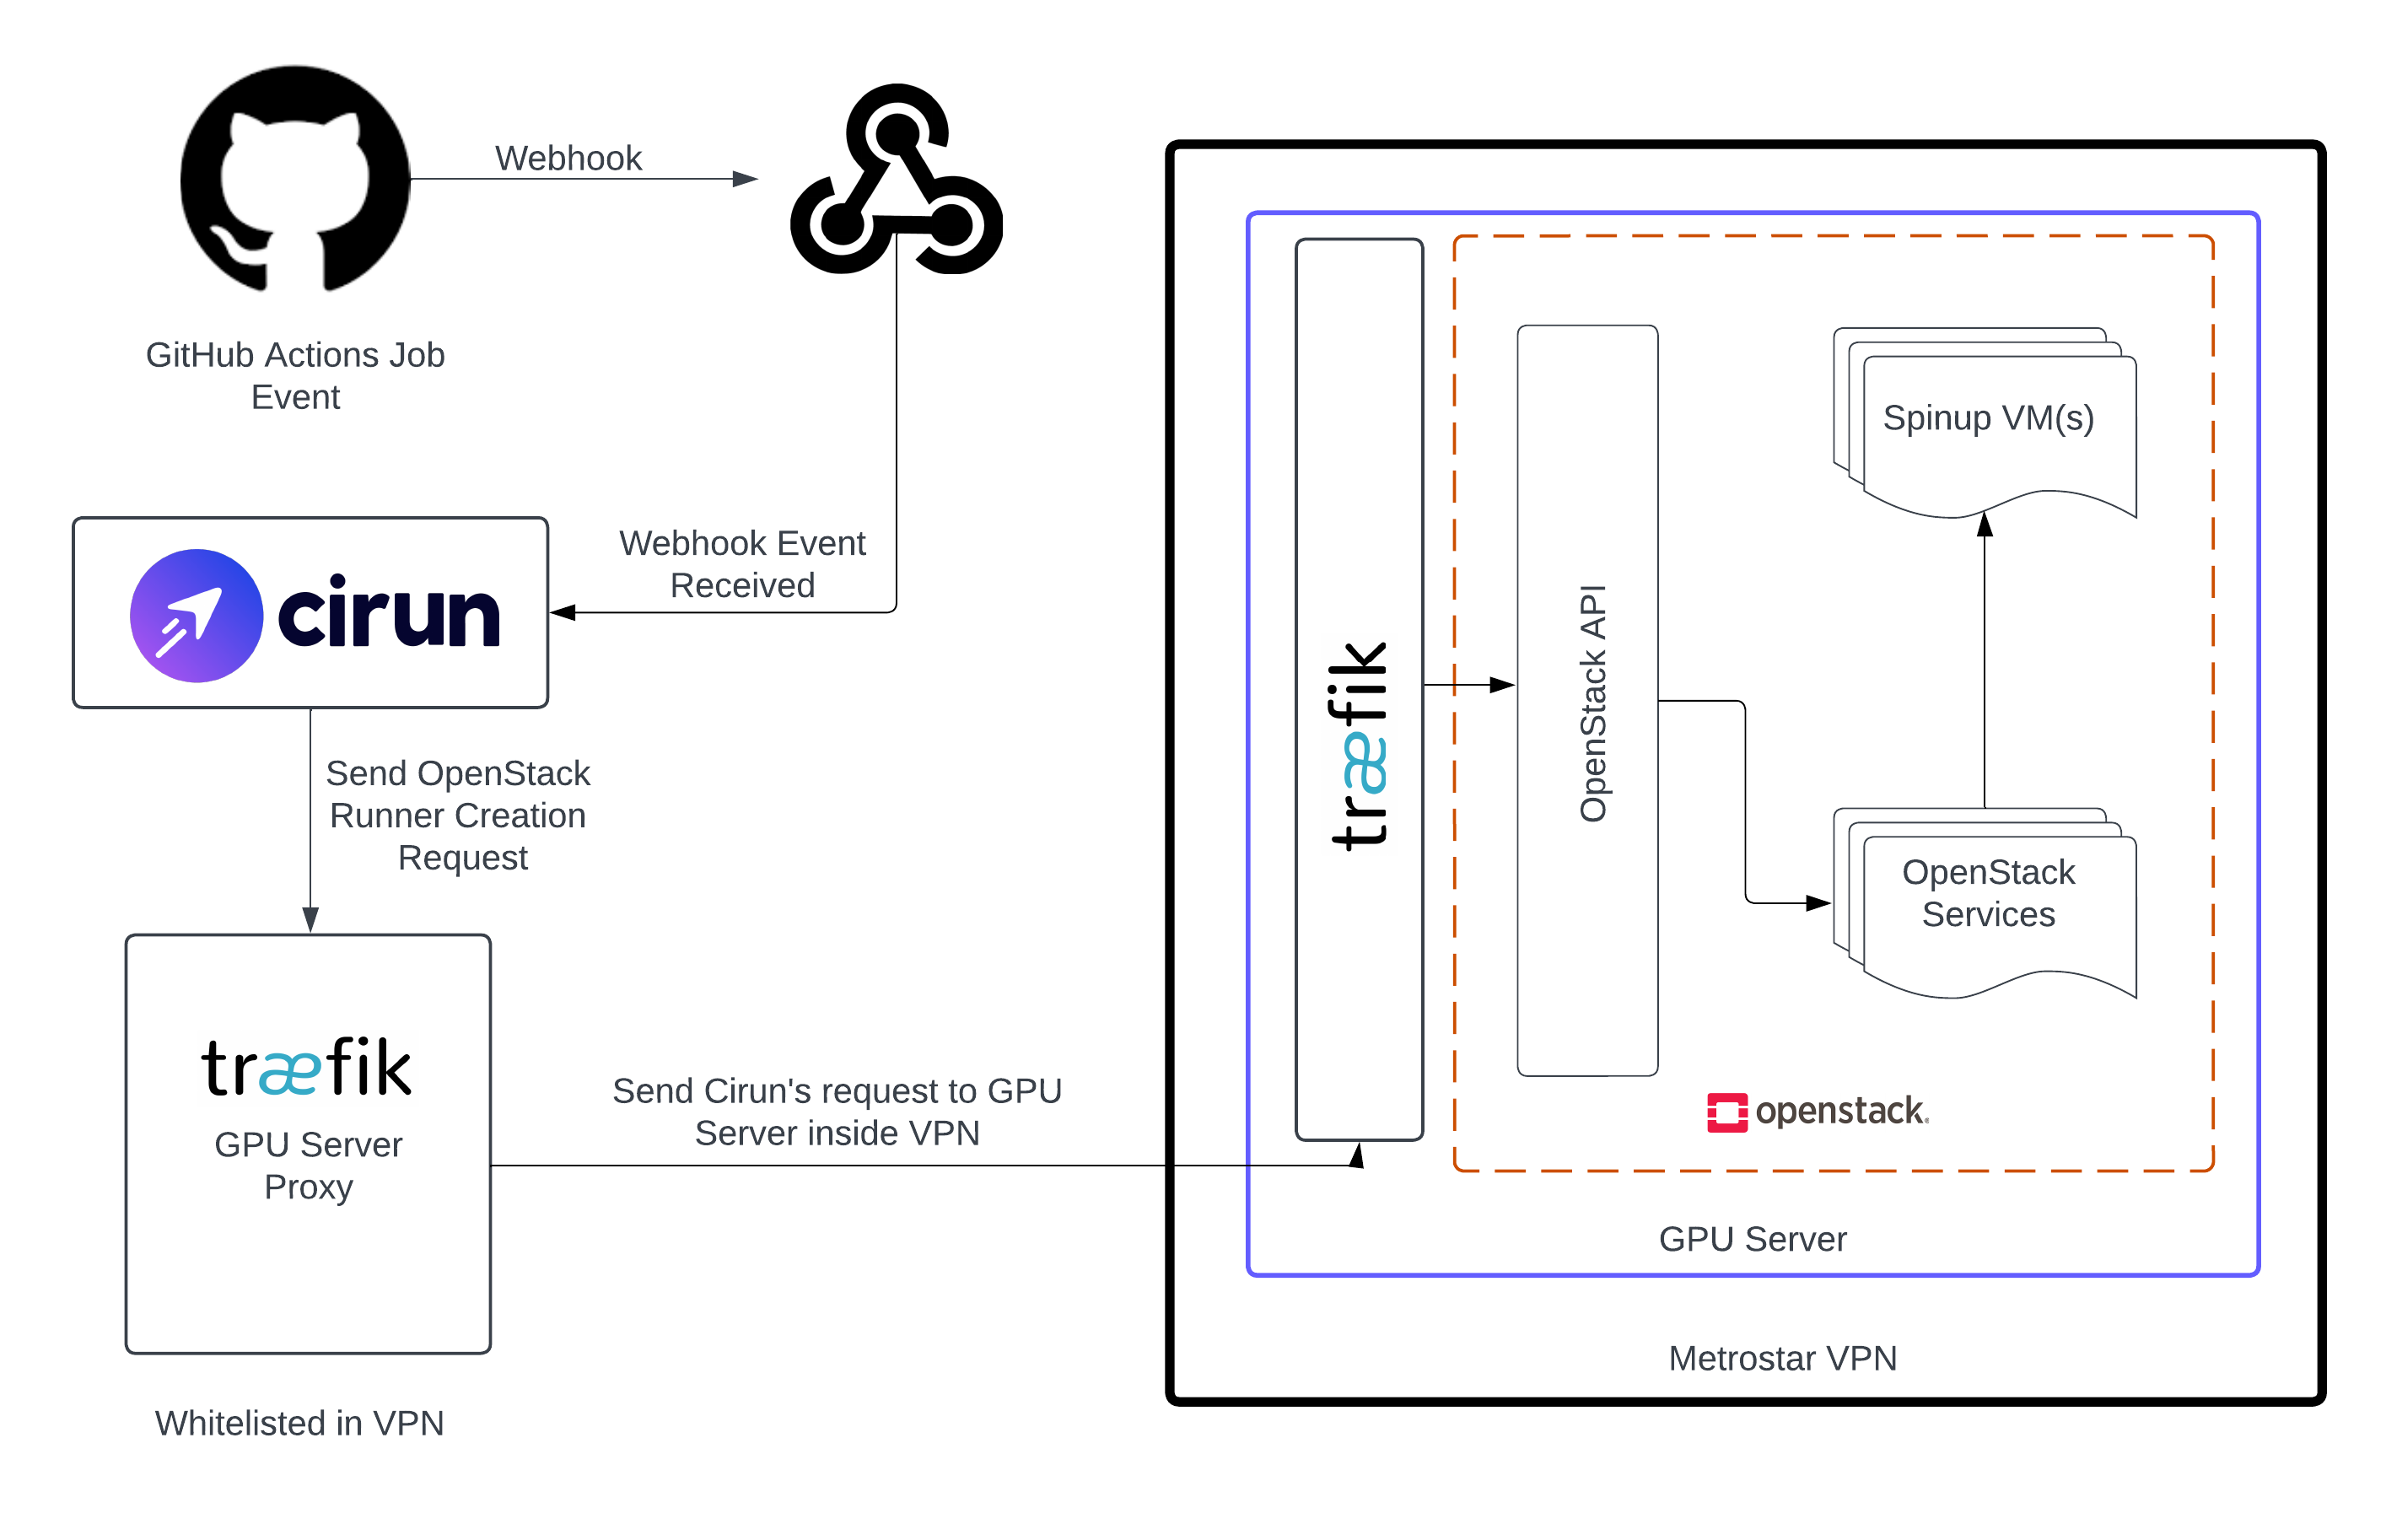 Webhook
GitHub Actions Job
Event
Webhook Event
Received
cirun
Send OpenStack
Runner Creation
Request
træfik
GPU Server
Proxy
Whitelisted in VPN
Send Cirun's request to GPU
Server inside VPN
træfik
OpenStack API
Spinup VM(s)
OpenStack
Services
openstack®
GPU Server
Metrostar VPN